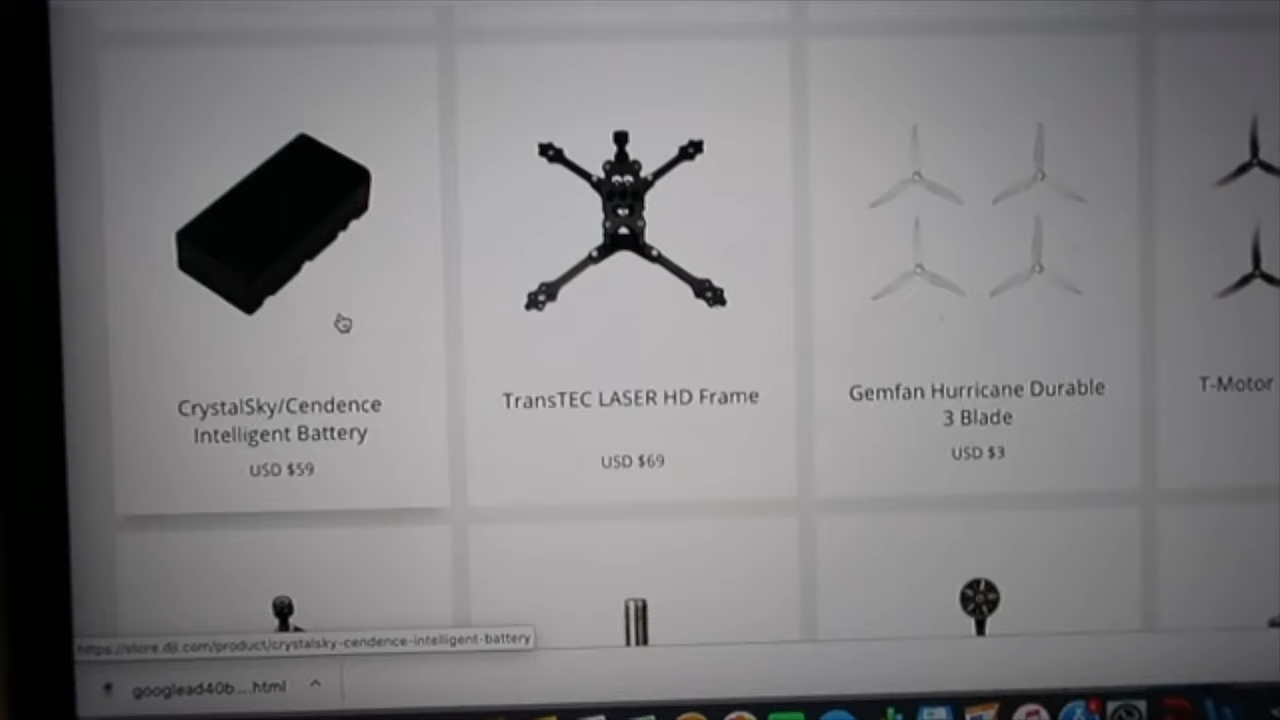 CrystalSky/Cendence
Intelligent Battery
USD $59
TransTEC LASER HD Frame
USD $69
Gemfan Hurricane Durable
3 Blade
USD $3
T-Motor
https://store.dji.com/product/crystalsky-cendence-intelligent-battery
googlead40b....html